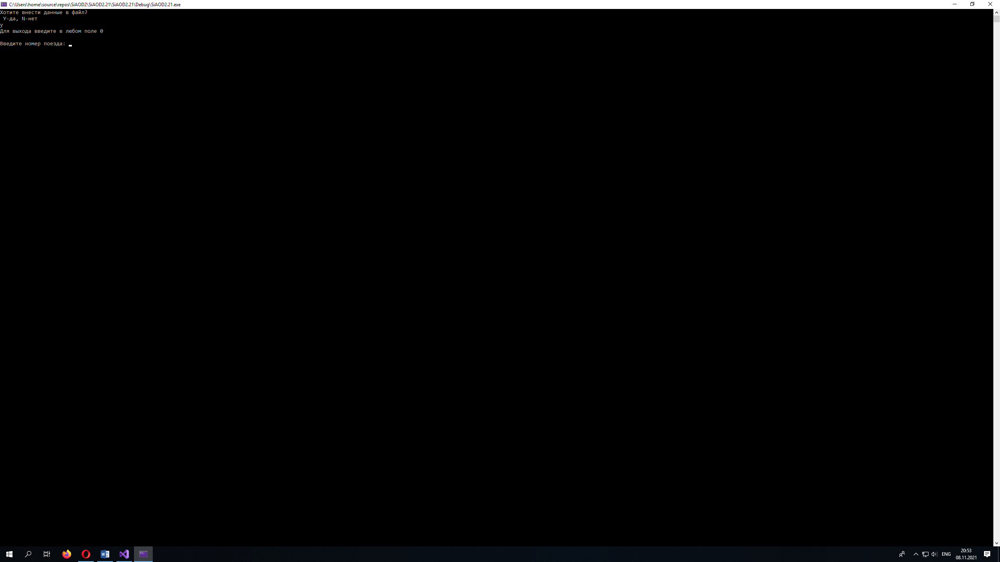 C:\Users\home\source\repos\SiAOD2\SiAOD2.21\SiAOD2.21\Debug\SiAOD2.21.exe
Хотите внести данные в файл?
Y-да, N-нет
y
Для выхода введите в любом поле 0
Введите номер поезда:
ENG
20:53
08.11.2021